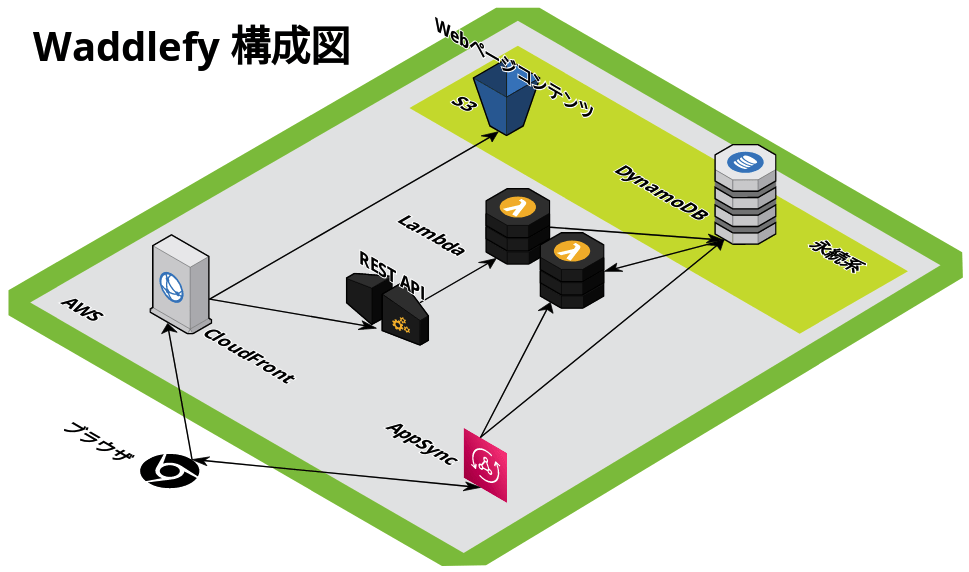 Waddlefy 構成図
Webページコンテンツ
S3
DynamoDB
永続系
Lambda
REST API
AWS
CloudFront
ブラウザ
AppSync